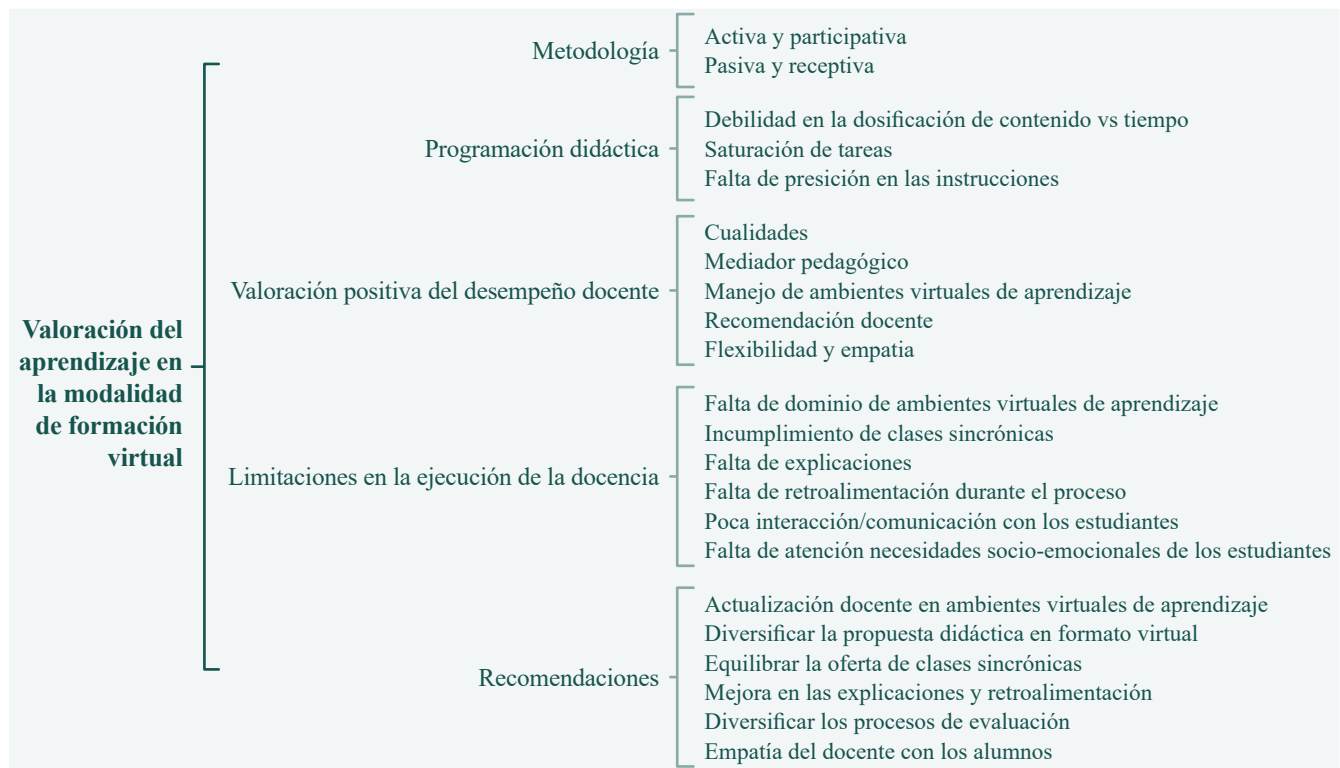 Valoración del
aprendizaje en
la modalidad
de formación
virtual
Metodología
Activa y participativa
Pasiva y receptiva
Programación didáctica
Debilidad en la dosificación de contenido vs tiempo
Saturación de tareas
Falta de presición en las instrucciones
Valoración positiva del desempeño docente
Cualidades
Mediador pedagógico
Manejo de ambientes virtuales de aprendizaje
Recomendación docente
Flexibilidad y empatia
Limitaciones en la ejecución de la docencia
Falta de dominio de ambientes virtuales de aprendizaje
Incumplimiento de clases sincrónicas
Falta de explicaciones
Falta de retroalimentación durante el proceso
Poca interacción/comunicación con los estudiantes
Falta de atención necesidades socio-emocionales de los estudiantes
Recomendaciones
Actualización docente en ambientes virtuales de aprendizaje
Diversificar la propuesta didáctica en formato virtual
Equilibrar la oferta de clases sincrónicas
Mejora en las explicaciones y retroalimentación
Diversificar los procesos de evaluación
Empatía del docente con los alumnos